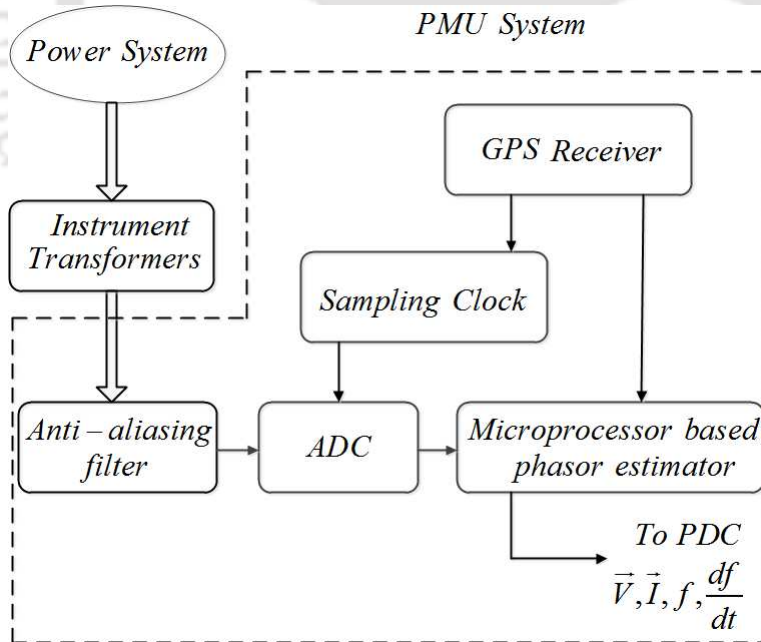 PMU System
Power System
GPS Receiver
Instrument
Transformers
Sampling Clock
Anti – aliasing
filter
ADC
Microprocessor based
phasor estimator
To PDC
V⃗, I⃗, f, df/dt